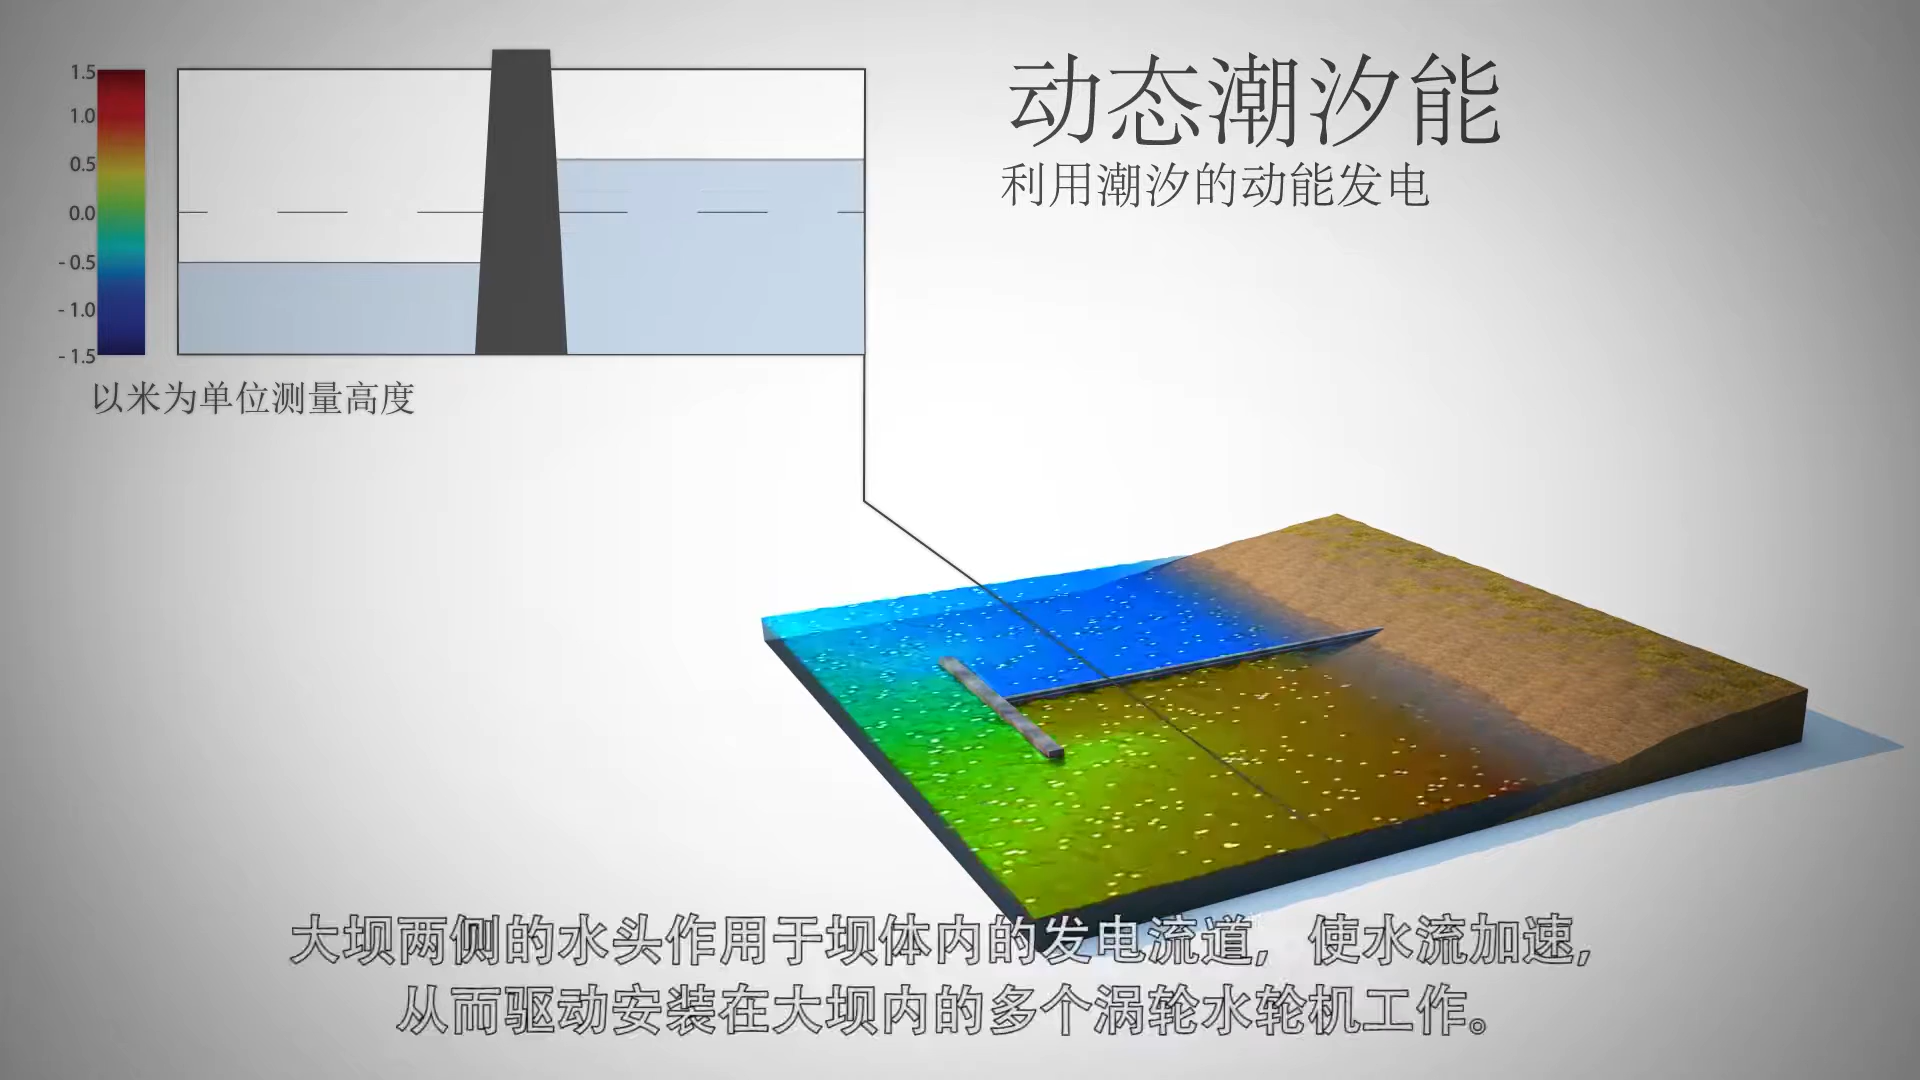 动态潮汐能
利用潮汐的动能发电
1.5
1.0
0.5
0.0
- 0.5
- 1.0
- 1.5
以米为单位测量高度
大坝两侧的水头作用于坝体内的发电流道,使水流加速,
从而驱动安装在大坝内的多个涡轮水轮机工作。